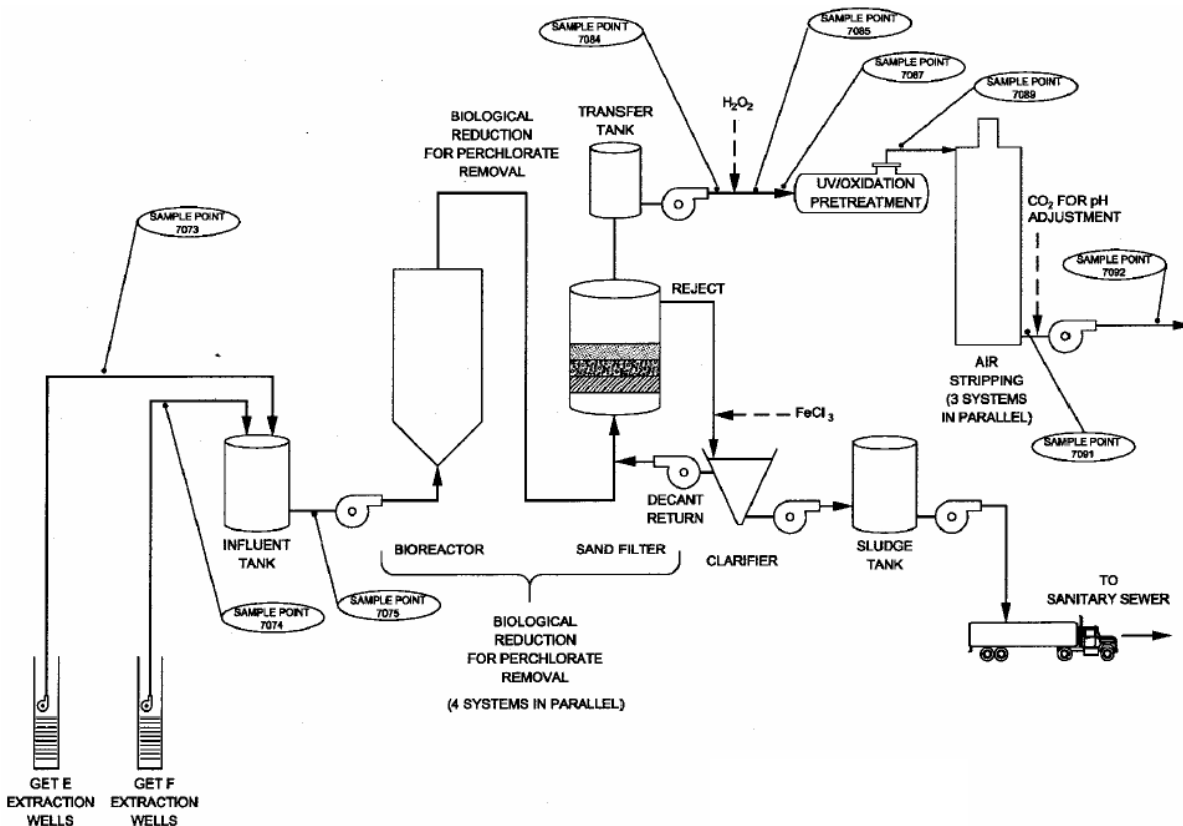 SAMPLE POINT
7084
SAMPLE POINT
7085
SAMPLE POINT
7087
SAMPLE POINT
7089
H₂O₂
BIOLOGICAL
REDUCTION
FOR PERCHLORATE
REMOVAL
TRANSFER
TANK
UV/OXIDATION
PRETREATMENT
CO₂ FOR pH
ADJUSTMENT
SAMPLE POINT
7073
SAMPLE POINT
7092
REJECT
AIR
STRIPPING
(3 SYSTEMS
IN PARALLEL)
FeCl₃
SAMPLE POINT
7091
DECANT
RETURN
INFLUENT
TANK
BIOREACTOR
SAND FILTER
CLARIFIER
SLUDGE
TANK
SAMPLE POINT
7074
SAMPLE POINT
7075
BIOLOGICAL
REDUCTION
FOR PERCHLORATE
REMOVAL
(4 SYSTEMS IN PARALLEL)
TO
SANITARY SEWER
GET E
EXTRACTION
WELLS
GET F
EXTRACTION
WELLS